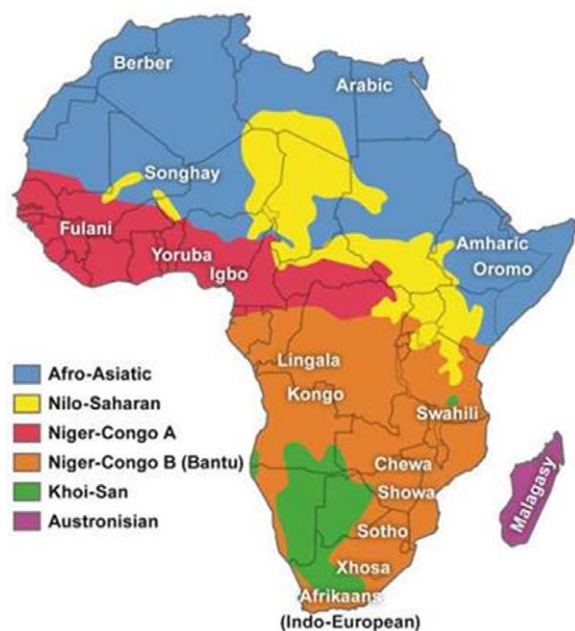 Berber
Arabic
Songhay
Fulani
Yoruba
Igbo
Amharic
Oromo
Lingala
Kongo
Swahili
Chewa
Showa
Sotho
Xhosa
Afrikaans
(Indo-European)
Malagasy
Afro-Asiatic
Nilo-Saharan
Niger-Congo A
Niger-Congo B (Bantu)
Khoi-San
Austronisian